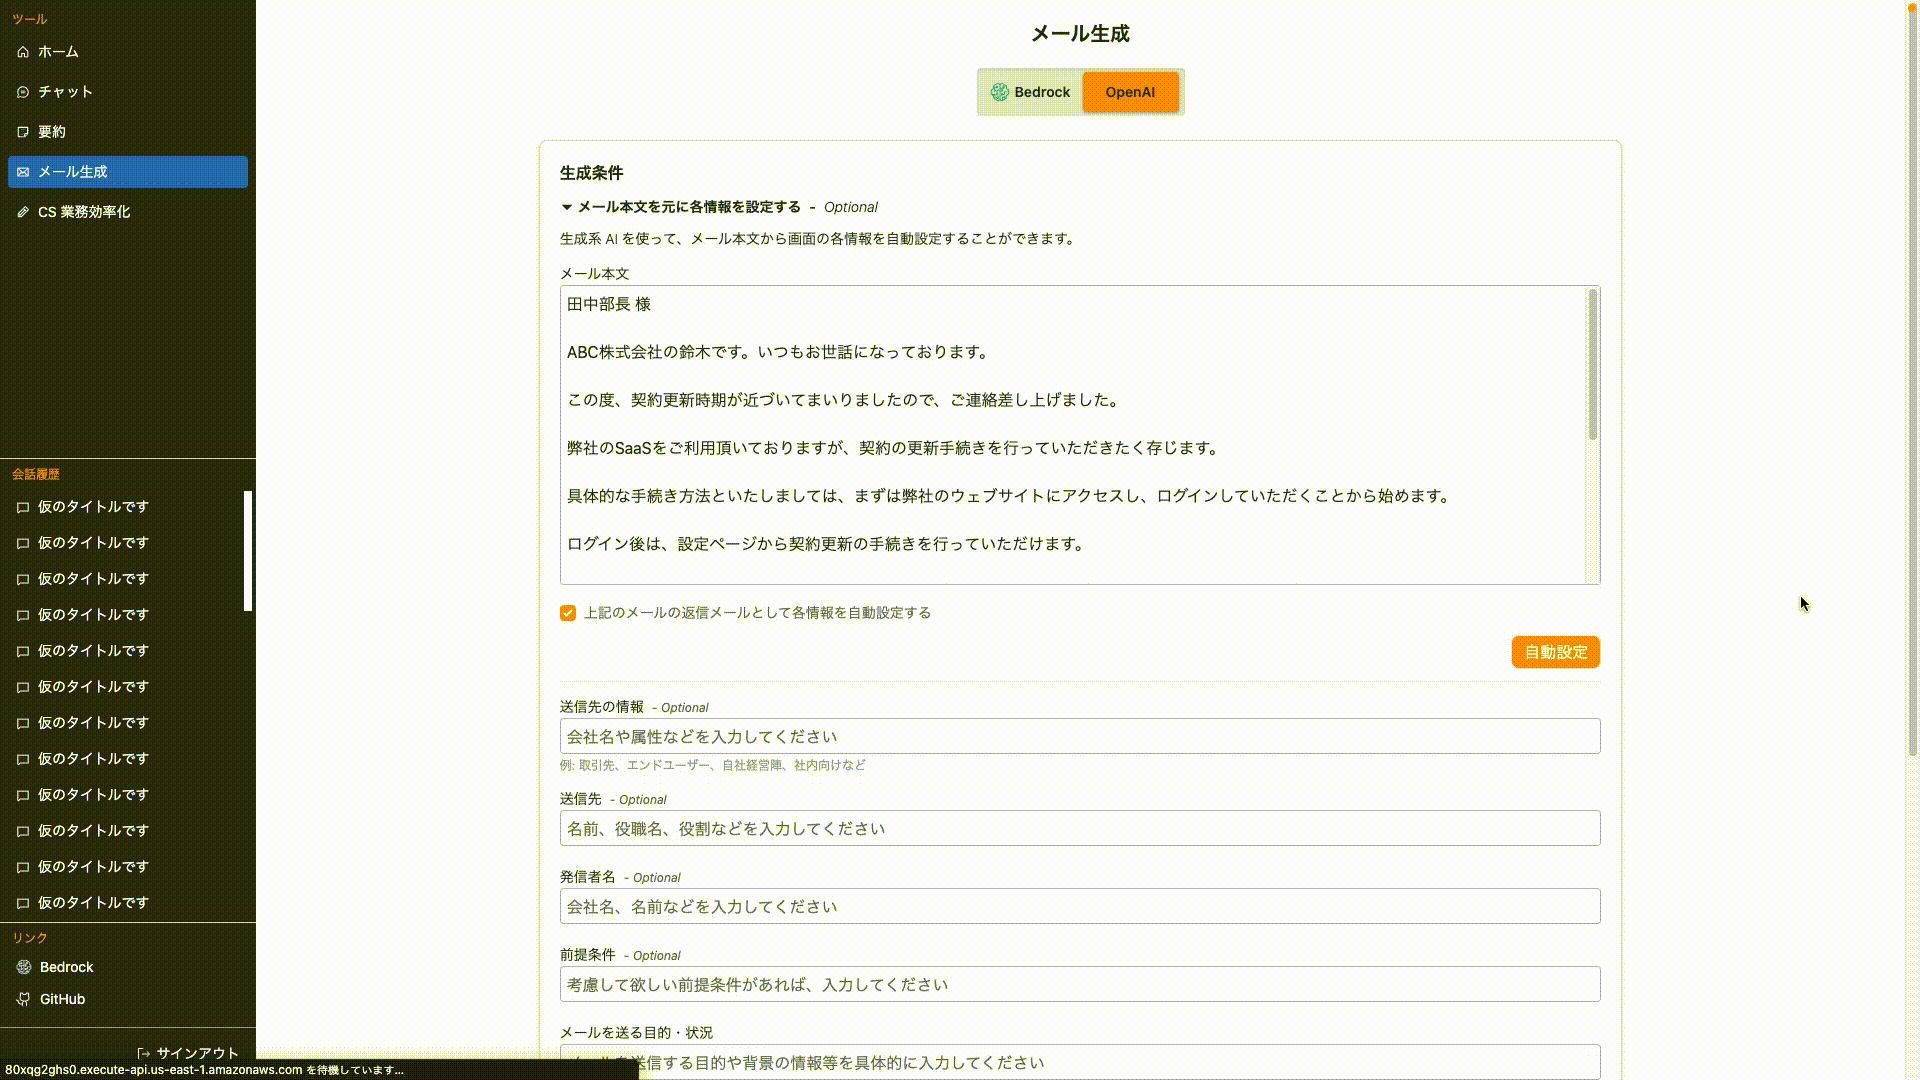 ツール
ホーム
チャット
要約
メール生成
CS 業務効率化
会話履歴
仮のタイトルです
仮のタイトルです
仮のタイトルです
仮のタイトルです
仮のタイトルです
仮のタイトルです
仮のタイトルです
仮のタイトルです
仮のタイトルです
仮のタイトルです
仮のタイトルです
仮のタイトルです
リンク
Bedrock
GitHub
サインアウト
80xqg2ghs0.execute-api.us-east-1.amazonaws.com を待機しています...
メール生成
Bedrock OpenAI
生成条件
メール本文を元に各情報を設定する - Optional
生成系 AI を使って、メール本文から画面の各情報を自動設定することができます。
メール本文
田中部長 様
ABC株式会社の鈴木です。いつもお世話になっております。
この度、契約更新時期が近づいてまいりましたので、ご連絡差し上げました。
弊社のSaaSをご利用頂いておりますが、契約の更新手続きを行っていただきたく存じます。
具体的な手続き方法といたしましては、まずは弊社のウェブサイトにアクセスし、ログインしていただくことから始めます。
ログイン後は、設定ページから契約更新の手続きを行っていただけます。
上記のメールの返信メールとして各情報を自動設定する
自動設定
送信先の情報 - Optional
会社名や属性などを入力してください
例: 取引先、エンドユーザー、自社経営陣、社内向けなど
送信先 - Optional
名前、役職名、役割などを入力してください
発信者名 - Optional
会社名、名前などを入力してください
前提条件 - Optional
考慮して欲しい前提条件があれば、入力してください
メールを送る目的・状況
メールを送信する目的や背景の情報等を具体的に入力してください